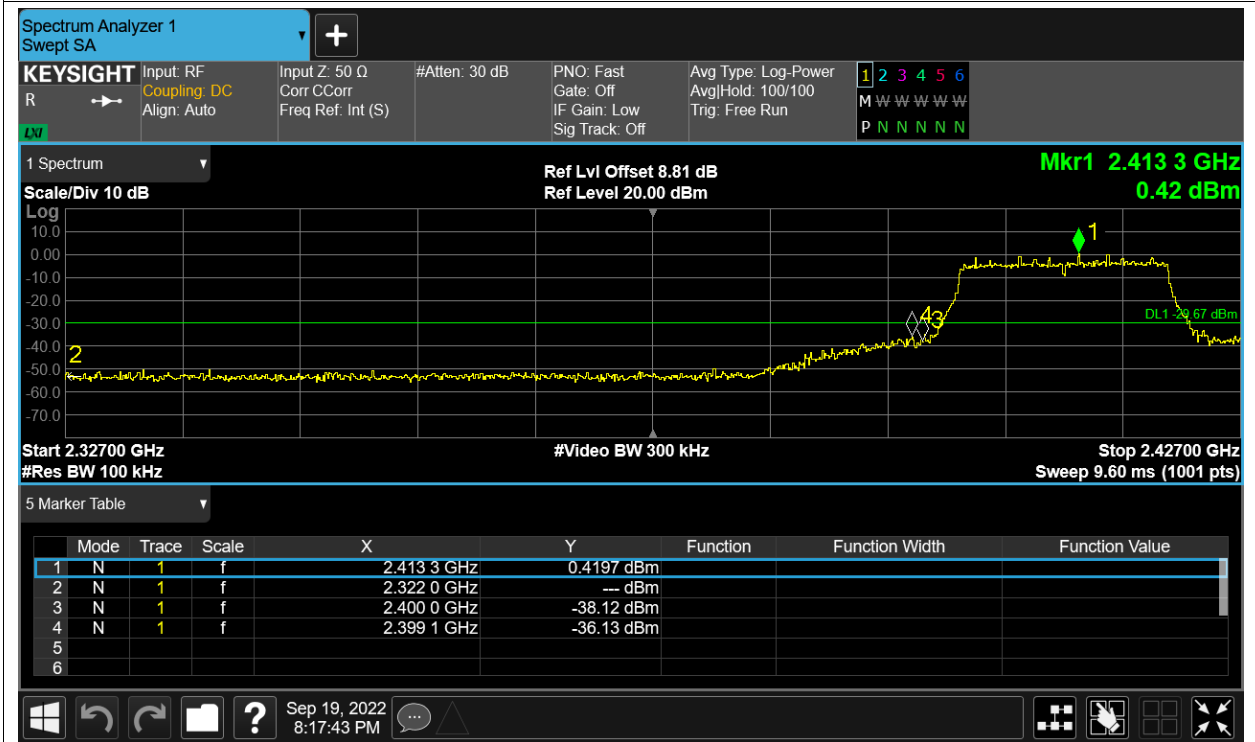 Spectrum Analyzer 1
Swept SA
KEYSIGHT Input: RF Input Z: 50 Ω #Atten: 30 dB PNO: Fast Avg Type: Log-Power 1 2 3 4 5 6
R Coupling: DC Corr CCorr Gate: Off Avg|Hold: 100/100 M W W W W W
Align: Auto Freq Ref: Int (S) IF Gain: Low Trig: Free Run
LXI Sig Track: Off P N N N N N
1 Spectrum Ref Lvl Offset 8.81 dB Mkr1 2.413 3 GHz
Scale/Div 10 dB Ref Level 20.00 dBm 0.42 dBm
Log
10.0
1
0.00
-10.0
-20.0
-30.0
4 3
DL1 -29.67 dBm
-40.0
2
-50.0
-60.0
-70.0
Start 2.32700 GHz #Video BW 300 kHz Stop 2.42700 GHz
#Res BW 100 kHz Sweep 9.60 ms (1001 pts)
5 Marker Table
Mode Trace Scale X Y Function Function Width Function Value
1 N 1 f 2.413 3 GHz 0.4197 dBm
2 N 1 f 2.322 0 GHz --- dBm
3 N 1 f 2.400 0 GHz -38.12 dBm
4 N 1 f 2.399 1 GHz -36.13 dBm
5
6
? Sep 19, 2022
8:17:43 PM